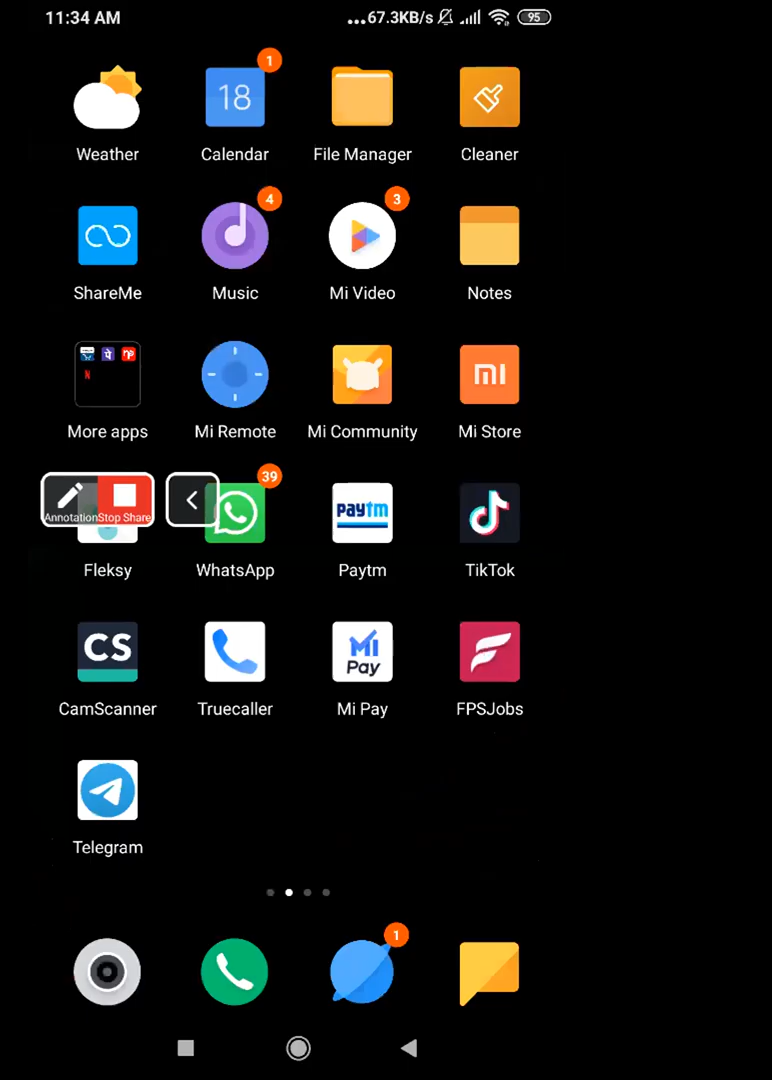 11:34 AM
...67.3KB/s 95
1
18
Weather Calendar File Manager Cleaner
4 3
ShareMe Music Mi Video Notes
पे
N
More apps Mi Remote Mi Community Mi Store
39
Annotation Stop Share
paytm
Fleksy WhatsApp Paytm TikTok
CS
Mi Pay
CamScanner Truecaller Mi Pay FPSJobs
Telegram
1